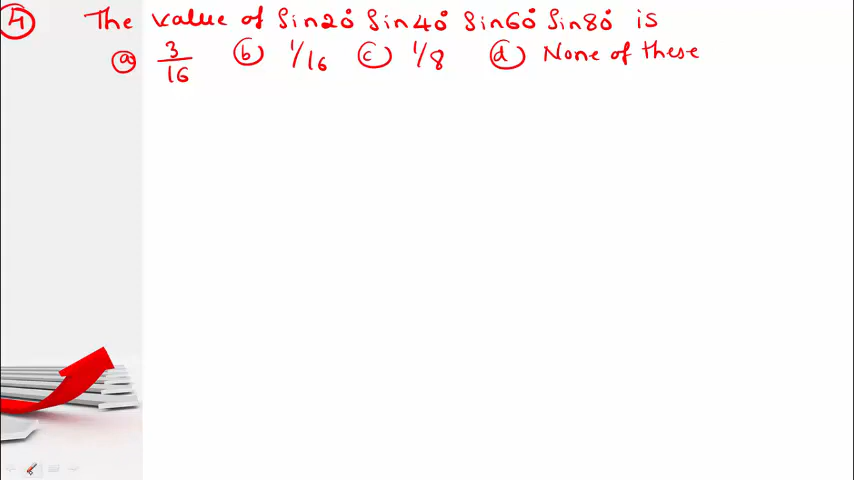 4 The value of Sin20° Sin40° Sin60° Sin80° is
a 3/16 b 1/16 c 1/8 d None of these